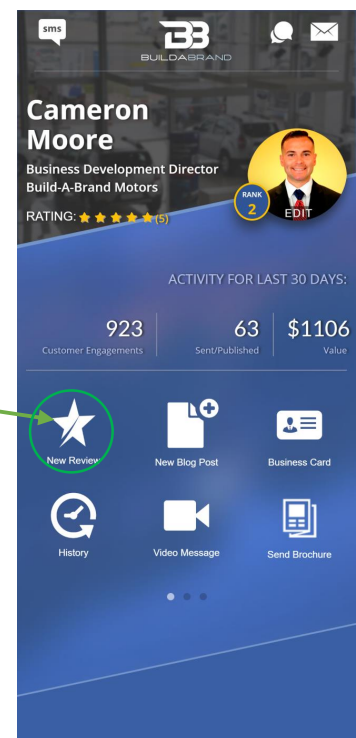 sms
BB
BUILDABRAND
Cameron
Moore
Business Development Director
Build-A-Brand Motors
RATING:
(5)
RANK
2
EDIT
ACTIVITY FOR LAST 30 DAYS:
923 63 $1106
Customer Engagements Sent/Published Value
New Review New Blog Post Business Card
History Video Message Send Brochure